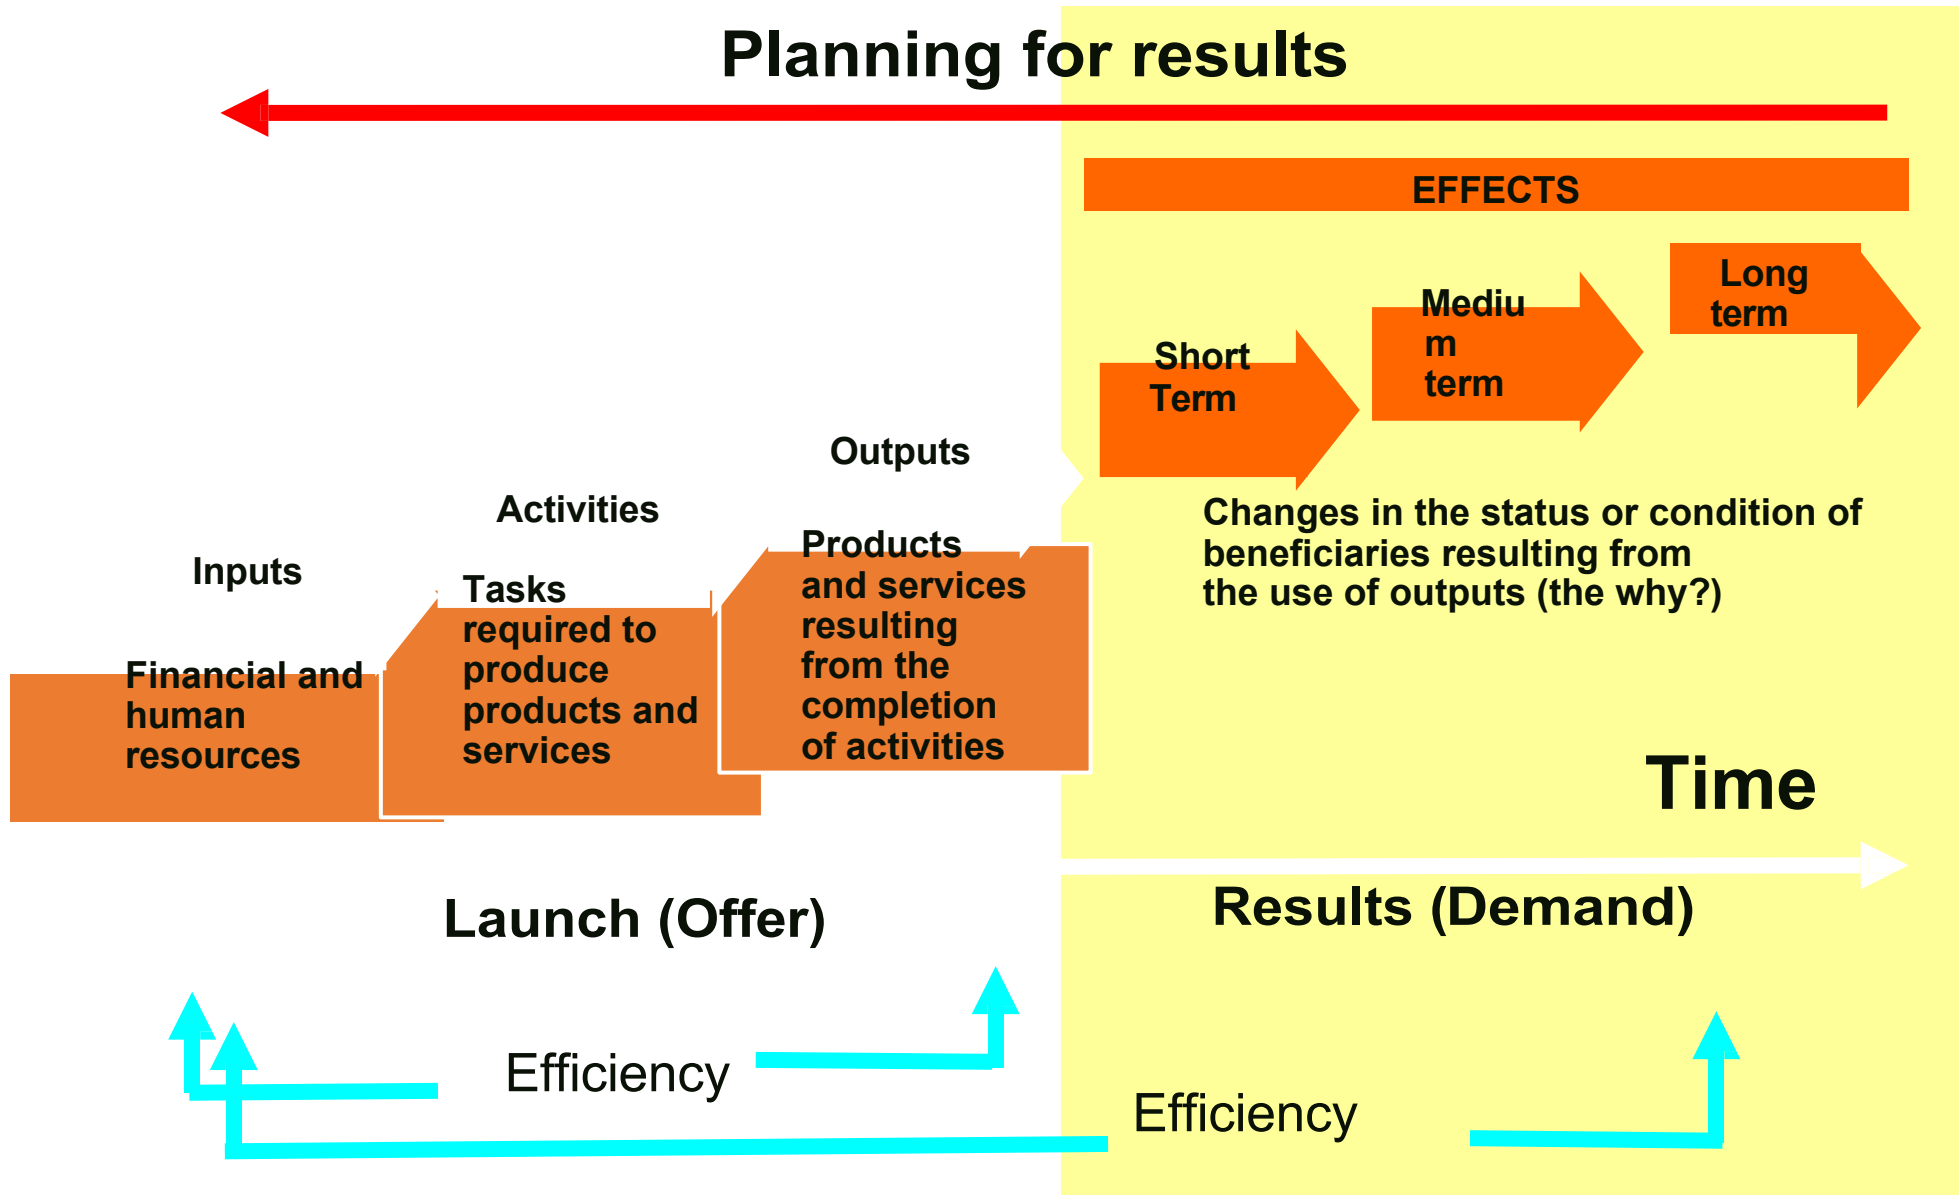 Planning for results
EFFECTS
Long
term
Mediu
m
term
Short
Term
Outputs
Activities
Inputs
Changes in the status or condition of
beneficiaries resulting from
the use of outputs (the why?)
Products
and services
resulting
from the
completion
of activities
Tasks
required to
produce
products and
services
Financial and
human
resources
Time
Launch (Offer)
Results (Demand)
Efficiency
Efficiency